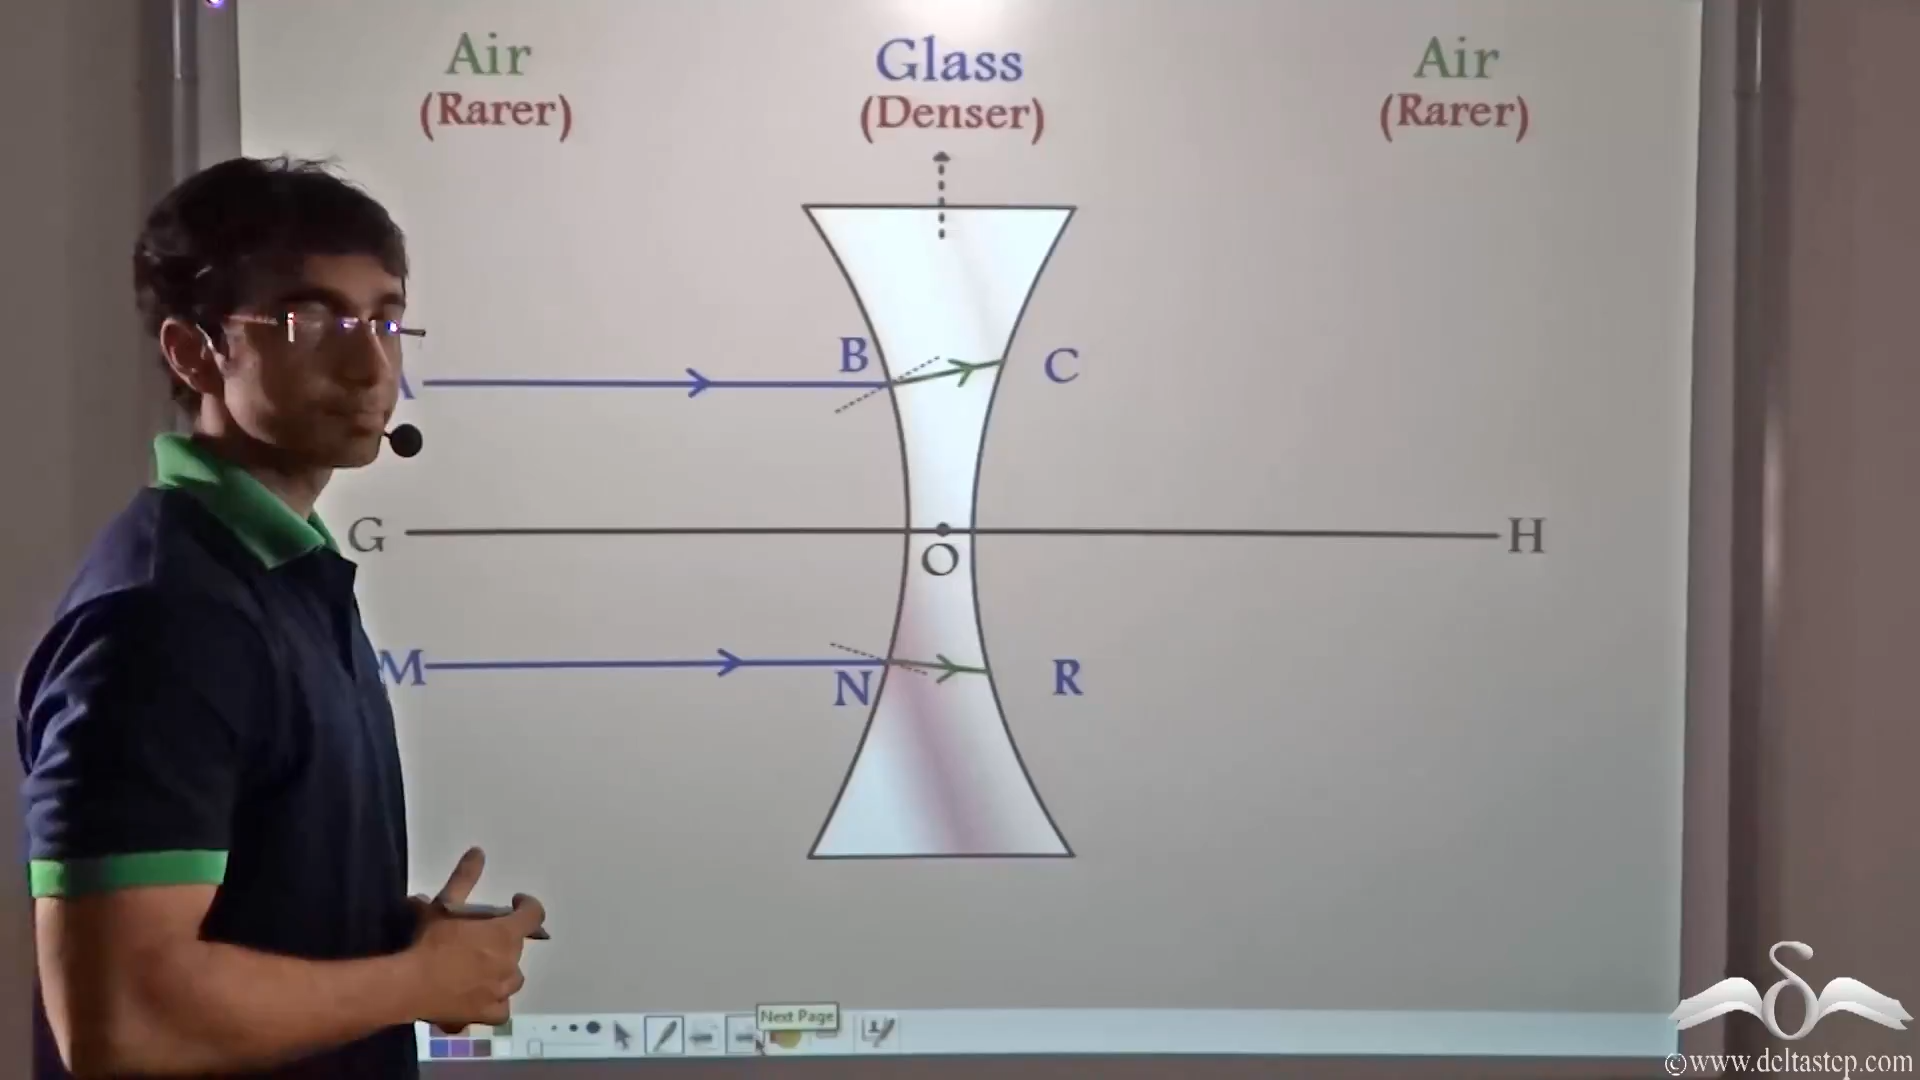 Air
(Rarer)
Glass
(Denser)
Air
(Rarer)
A
B
C
G
O
H
M
N
R
Next Page
©www.deltastep.com